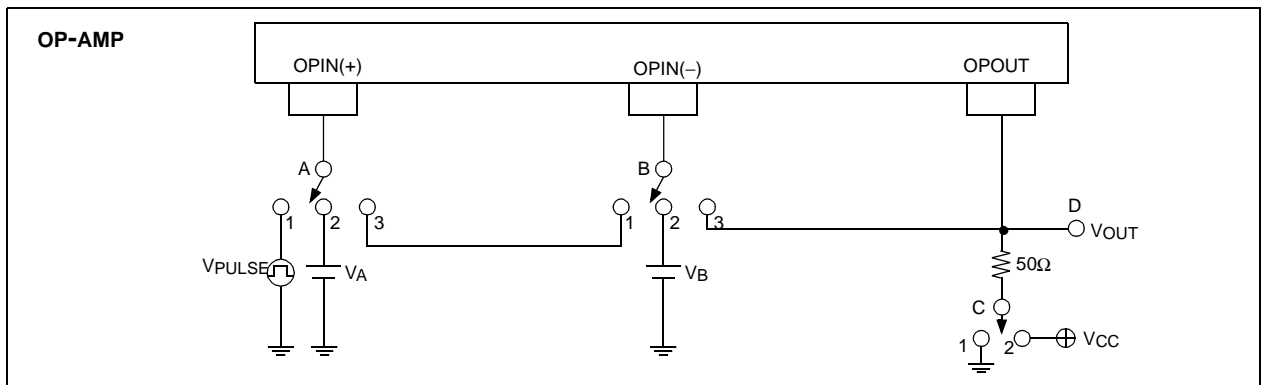 OP-AMP
OPIN(+)
OPIN(−)
OPOUT
A
B
1
2
3
1
2
3
D
VOUT
VPULSE
VA
VB
50Ω
C
1
2
VCC